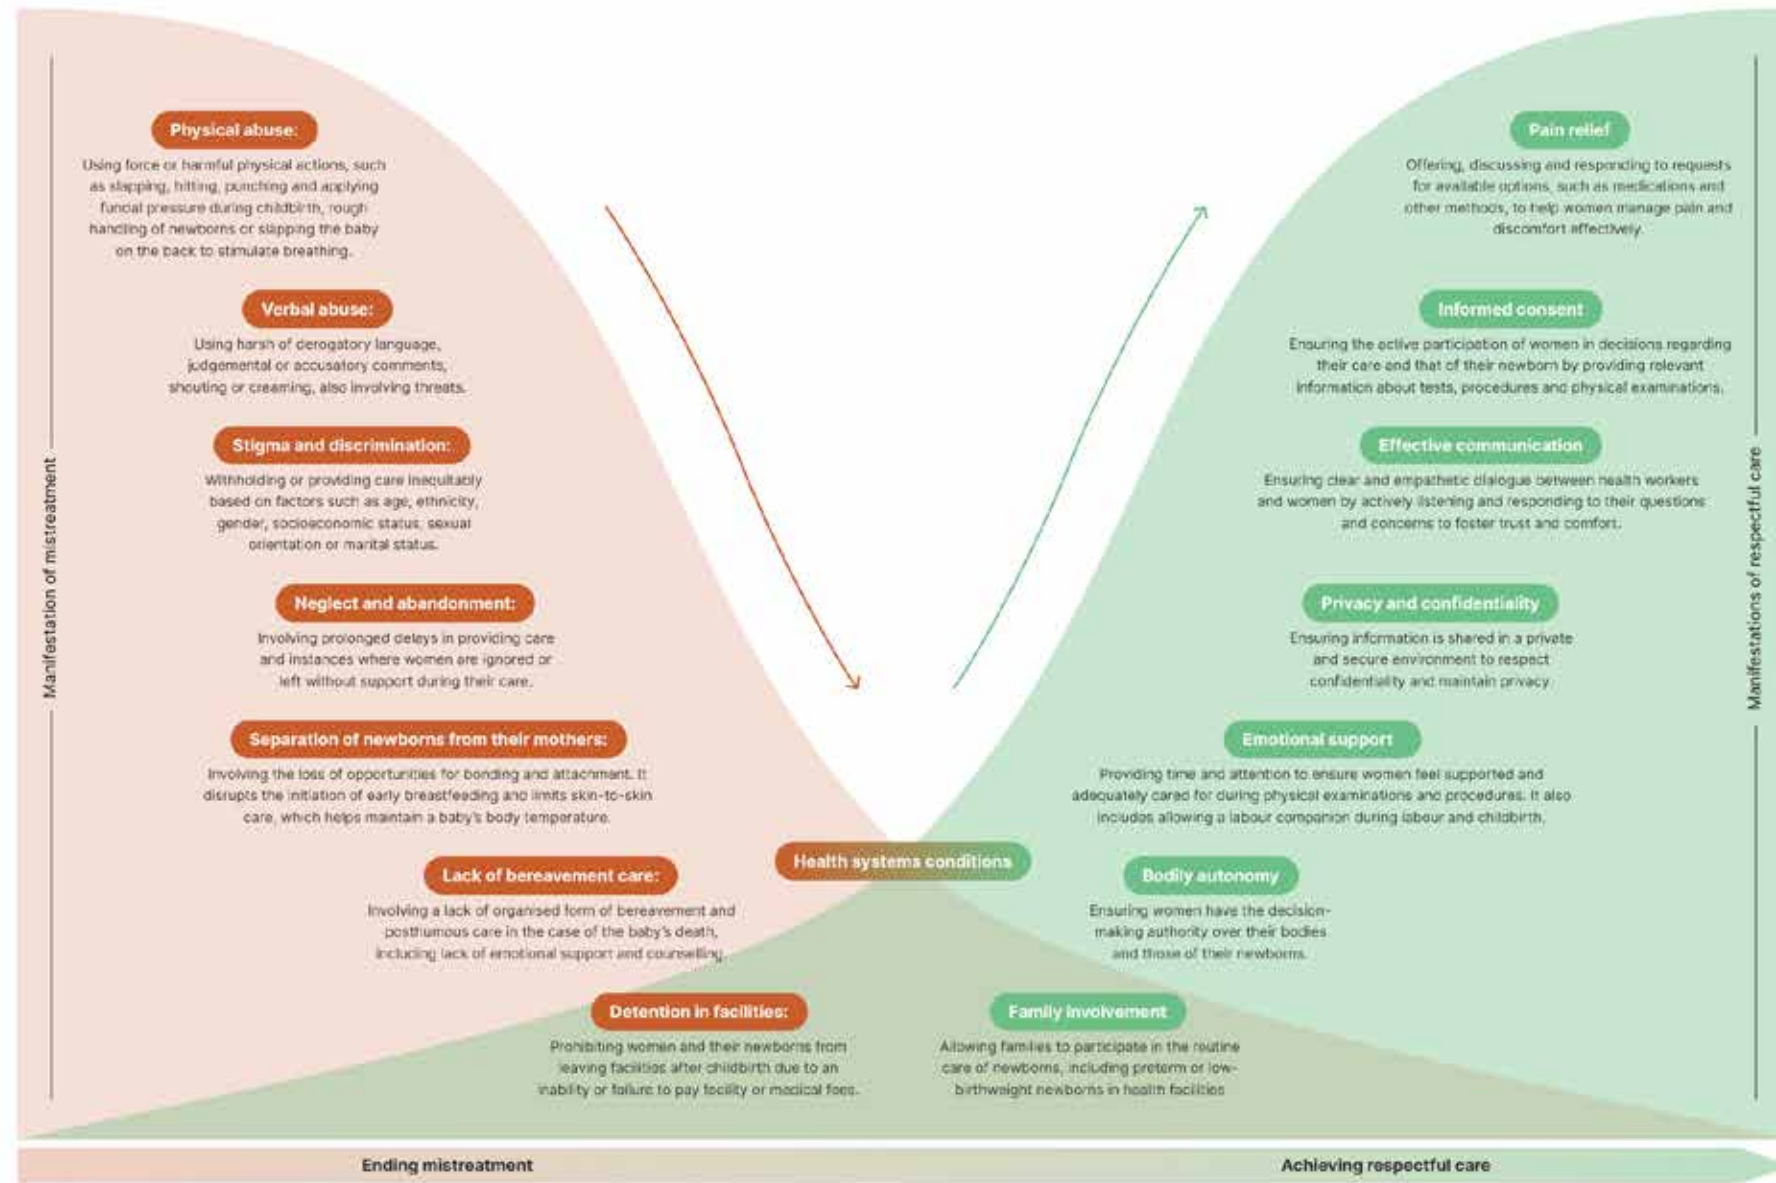 Manifestation of mistreatment
Physical abuse:
Using force or harmful physical actions, such
as slapping, hitting, punching and applying
fundal pressure during childbirth, rough
handling of newborns or slapping the baby
on the back to stimulate breathing.
Verbal abuse:
Using harsh of derogatory language,
judgemental or accusatory comments,
shouting or creaming, also involving threats.
Stigma and discrimination:
Withholding or providing care inequitably
based on factors such as age, ethnicity,
gender, socioeconomic status, sexual
orientation or marital status.
Neglect and abandonment:
Involving prolonged delays in providing care
and instances where women are ignored or
left without support during their care.
Separation of newborns from their mothers:
Involving the loss of opportunities for bonding and attachment. It
disrupts the initiation of early breastfeeding and limits skin-to-skin
care, which helps maintain a baby's body temperature.
Lack of bereavement care:
Involving a lack of organised form of bereavement and
posthumous care in the case of the baby's death,
including lack of emotional support and counselling.
Detention in facilities:
Prohibiting women and their newborns from
leaving facilities after childbirth due to an
inability or failure to pay facility or medical fees.
Health systems conditions
Pain relief
Offering, discussing and responding to requests
for available options, such as medications and
other methods, to help women manage pain and
discomfort effectively.
Informed consent
Ensuring the active participation of women in decisions regarding
their care and that of their newborn by providing relevant
information about tests, procedures and physical examinations.
Effective communication
Ensuring clear and empathetic dialogue between health workers
and women by actively listening and responding to their questions
and concerns to foster trust and comfort.
Privacy and confidentiality
Ensuring information is shared in a private
and secure environment to respect
confidentiality and maintain privacy
Emotional support
Providing time and attention to ensure women feel supported and
adequately cared for during physical examinations and procedures. It also
includes allowing a labour companion during labour and childbirth.
Bodily autonomy
Ensuring women have the decision-
making authority over their bodies
and those of their newborns.
Family involvement
Allowing families to participate in the routine
care of newborns, including preterm or low-
birthweight newborns in health facilities
Manifestations of respectful care
Ending mistreatment
Achieving respectful care